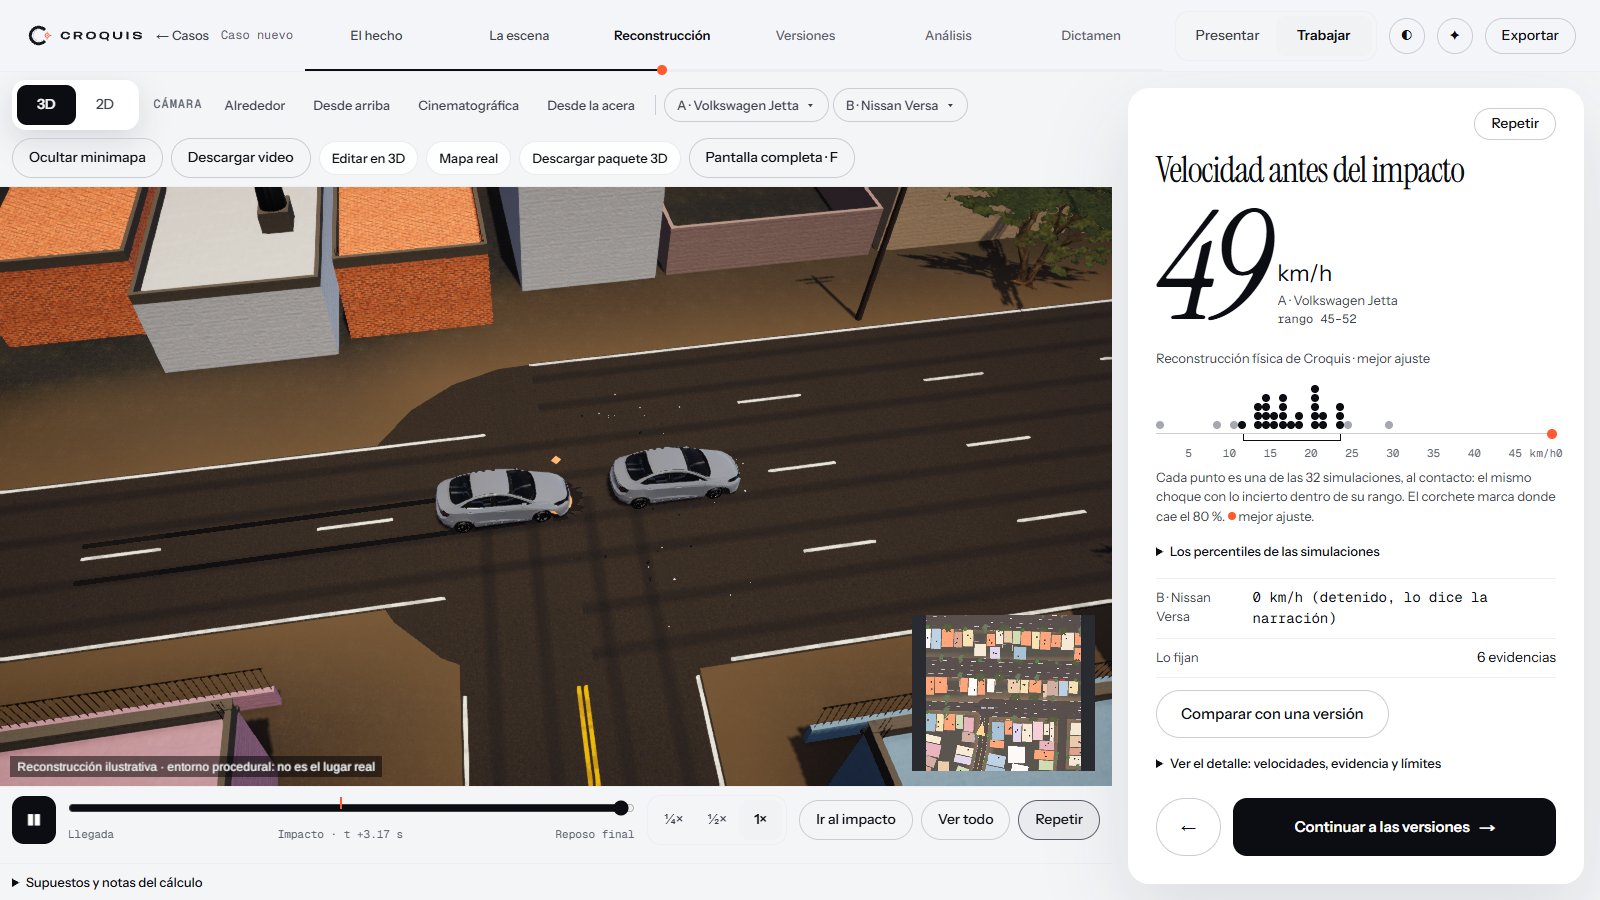 CROQUIS ← Casos Caso nuevo El hecho La escena Reconstrucción Versiones Análisis Dictamen Presentar Trabajar Exportar
3D 2D CÁMARA Alrededor Desde arriba Cinematográfica Desde la acera A · Volkswagen Jetta B · Nissan Versa
Ocultar minimapa Descargar video Editar en 3D Mapa real Descargar paquete 3D Pantalla completa · F
Reconstrucción ilustrativa · entorno procedural: no es el lugar real
Llegada Impacto · t +3.17 s Reposo final
¼× ½× 1× Ir al impacto Ver todo Repetir
Supuestos y notas del cálculo
Repetir
Velocidad antes del impacto
49 km/h
A · Volkswagen Jetta
rango 45–52
Reconstrucción física de Croquis · mejor ajuste
5 10 15 20 25 30 35 40 45 km/h0
Cada punto es una de las 32 simulaciones, al contacto: el mismo
choque con lo incierto dentro de su rango. El corchete marca donde
cae el 80 %. mejor ajuste.
Los percentiles de las simulaciones
B · Nissan Versa
0 km/h (detenido, lo dice la
narración)
Lo fijan 6 evidencias
Comparar con una versión
Ver el detalle: velocidades, evidencia y límites
← Continuar a las versiones →